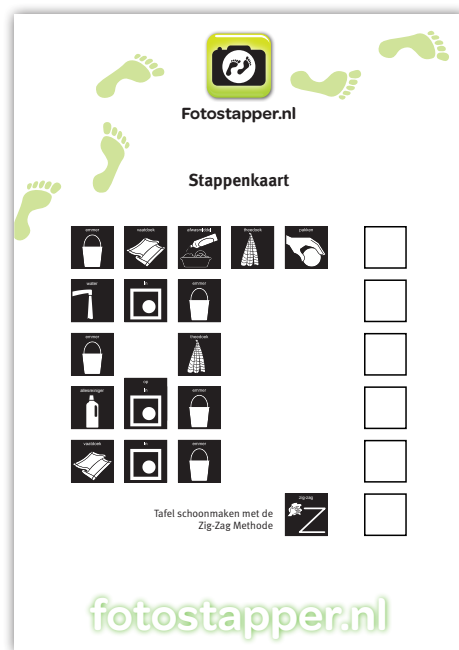 Fotostapper.nl
Stappenkaart
emmer vaatdoek afwasmiddel theedoek pakken
water in emmer
emmer theedoek
op
allesreiniger in emmer
vaatdoek in emmer
zig-zag
Tafel schoonmaken met de
Zig-Zag Methode
fotostapper.nl